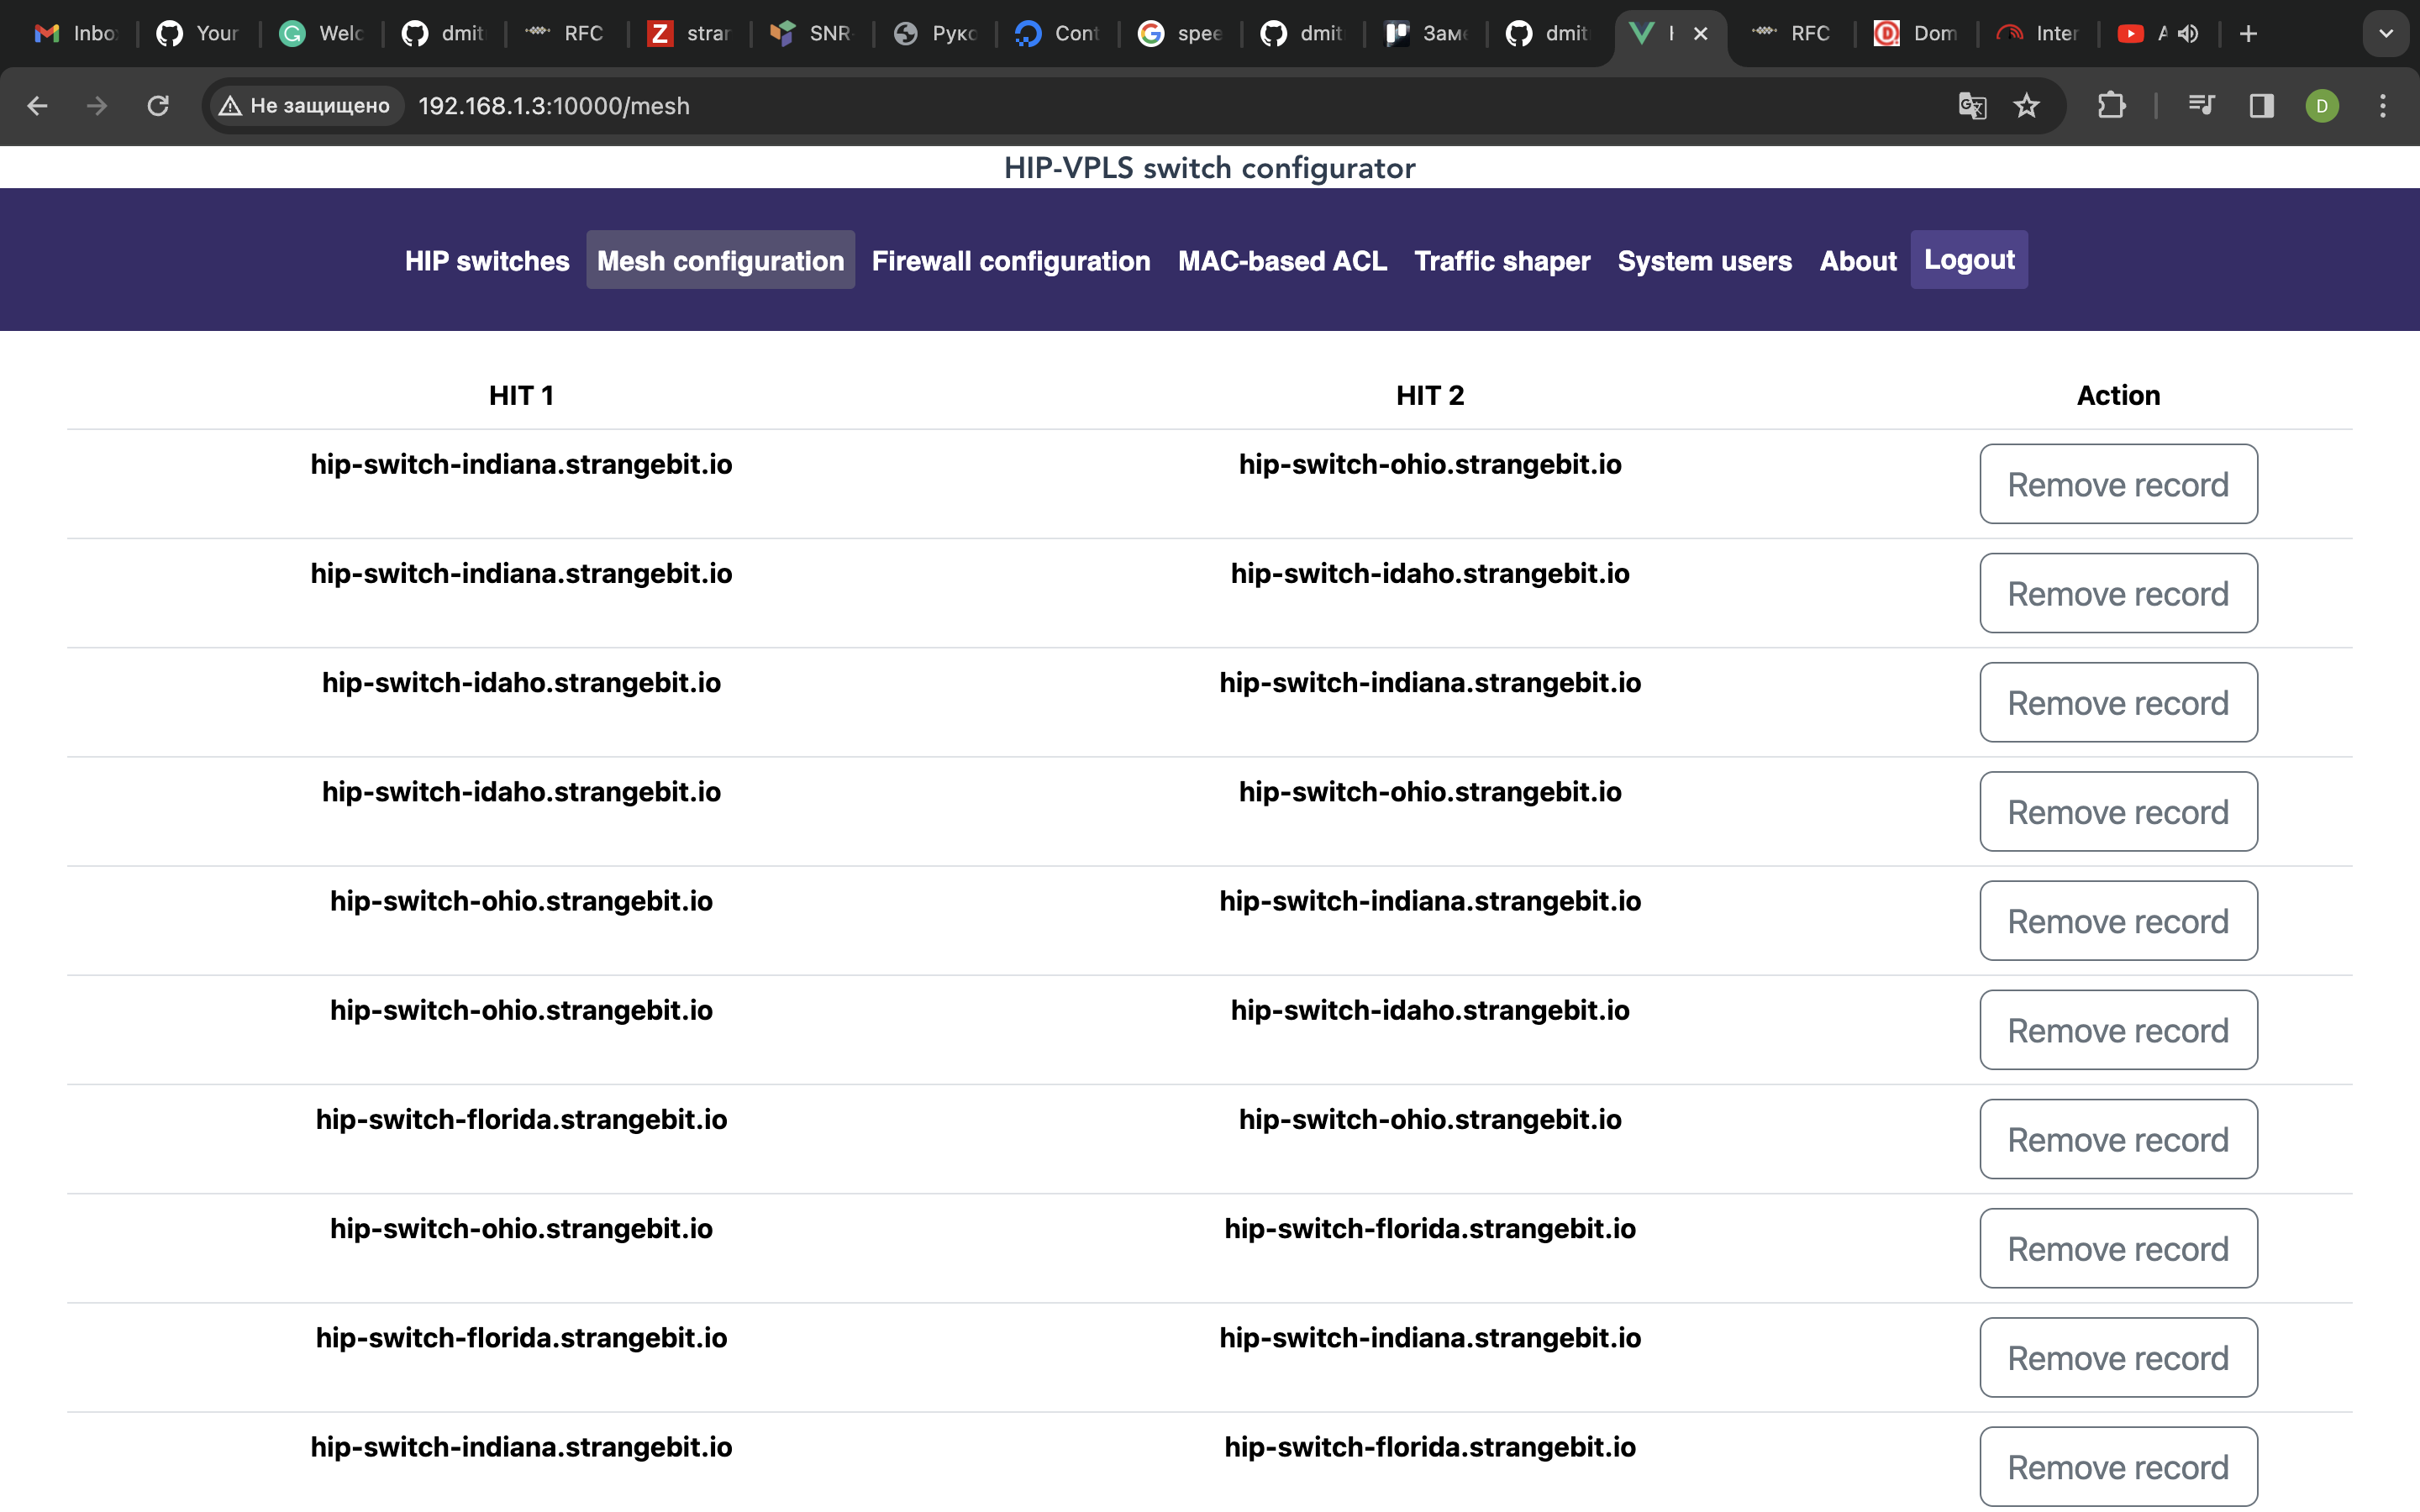 Inbo Your Welc dmit RFC strar SNR- Руко Cont spee dmit Заме dmit RFC Dom Inter
Не защищено 192.168.1.3:10000/mesh D
HIP-VPLS switch configurator
HIP switches Mesh configuration Firewall configuration MAC-based ACL Traffic shaper System users About Logout
HIT 1 HIT 2 Action
hip-switch-indiana.strangebit.io hip-switch-ohio.strangebit.io Remove record
hip-switch-indiana.strangebit.io hip-switch-idaho.strangebit.io Remove record
hip-switch-idaho.strangebit.io hip-switch-indiana.strangebit.io Remove record
hip-switch-idaho.strangebit.io hip-switch-ohio.strangebit.io Remove record
hip-switch-ohio.strangebit.io hip-switch-indiana.strangebit.io Remove record
hip-switch-ohio.strangebit.io hip-switch-idaho.strangebit.io Remove record
hip-switch-florida.strangebit.io hip-switch-ohio.strangebit.io Remove record
hip-switch-ohio.strangebit.io hip-switch-florida.strangebit.io Remove record
hip-switch-florida.strangebit.io hip-switch-indiana.strangebit.io Remove record
hip-switch-indiana.strangebit.io hip-switch-florida.strangebit.io Remove record